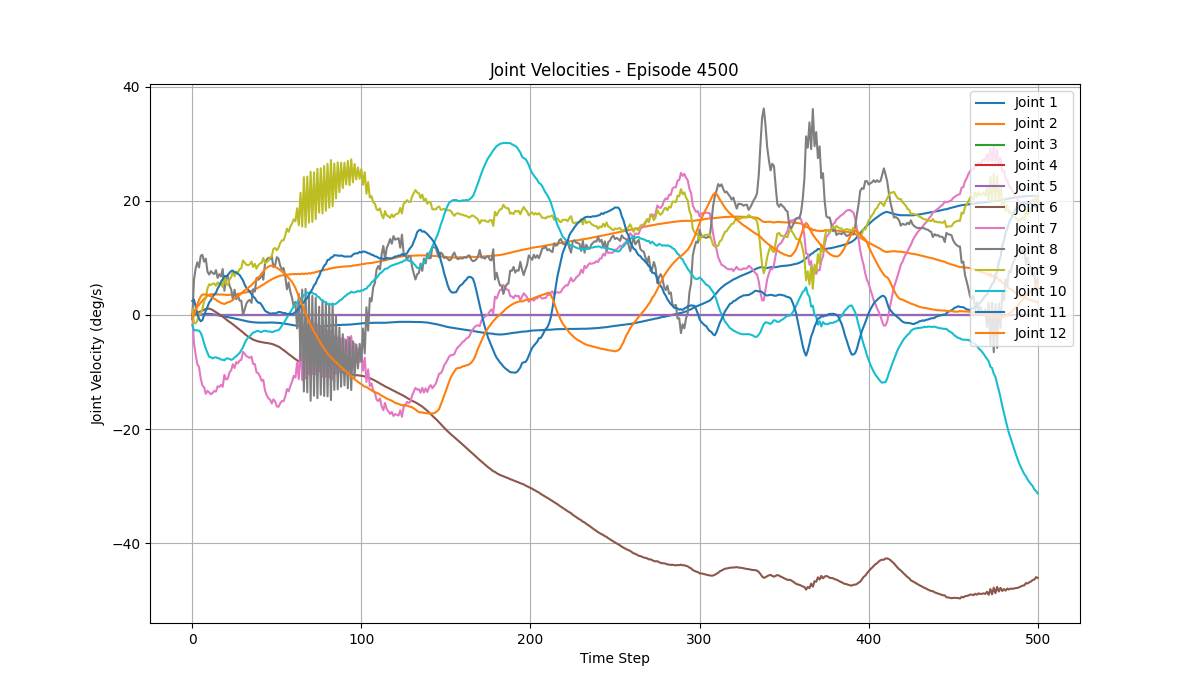 Joint Velocities - Episode 4500
Joint Velocity (deg/s)
40
20
0
−20
−40
0
100
200
300
400
500
Time Step
Joint 1
Joint 2
Joint 3
Joint 4
Joint 5
Joint 6
Joint 7
Joint 8
Joint 9
Joint 10
Joint 11
Joint 12